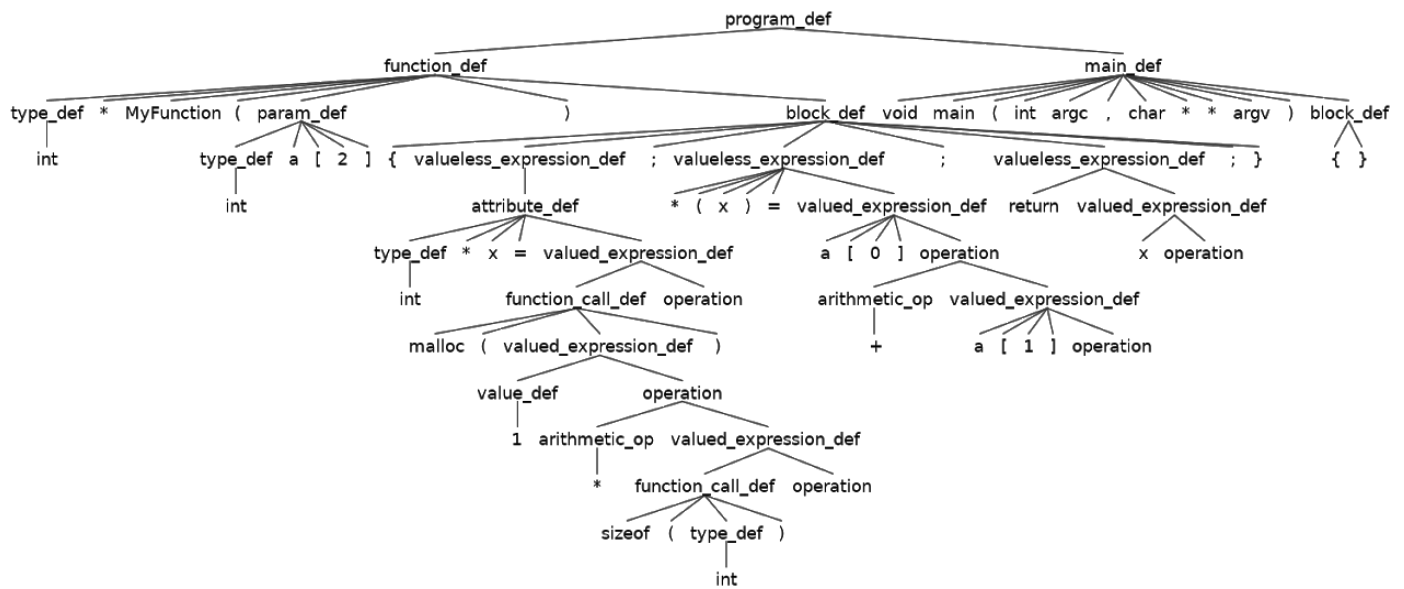 program_def
function_def main_def
type_def * MyFunction ( param_def ) block_def void main ( int argc , char * * argv ) block_def
int type_def a [ 2 ] { valueless_expression_def ; valueless_expression_def ; valueless_expression_def ; } { }
int attribute_def * ( x ) = valued_expression_def return valued_expression_def
type_def * x = valued_expression_def a [ 0 ] operation x operation
int function_call_def operation arithmetic_op valued_expression_def
malloc ( valued_expression_def ) + a [ 1 ] operation
value_def operation
1 arithmetic_op valued_expression_def
* function_call_def operation
sizeof ( type_def )
int